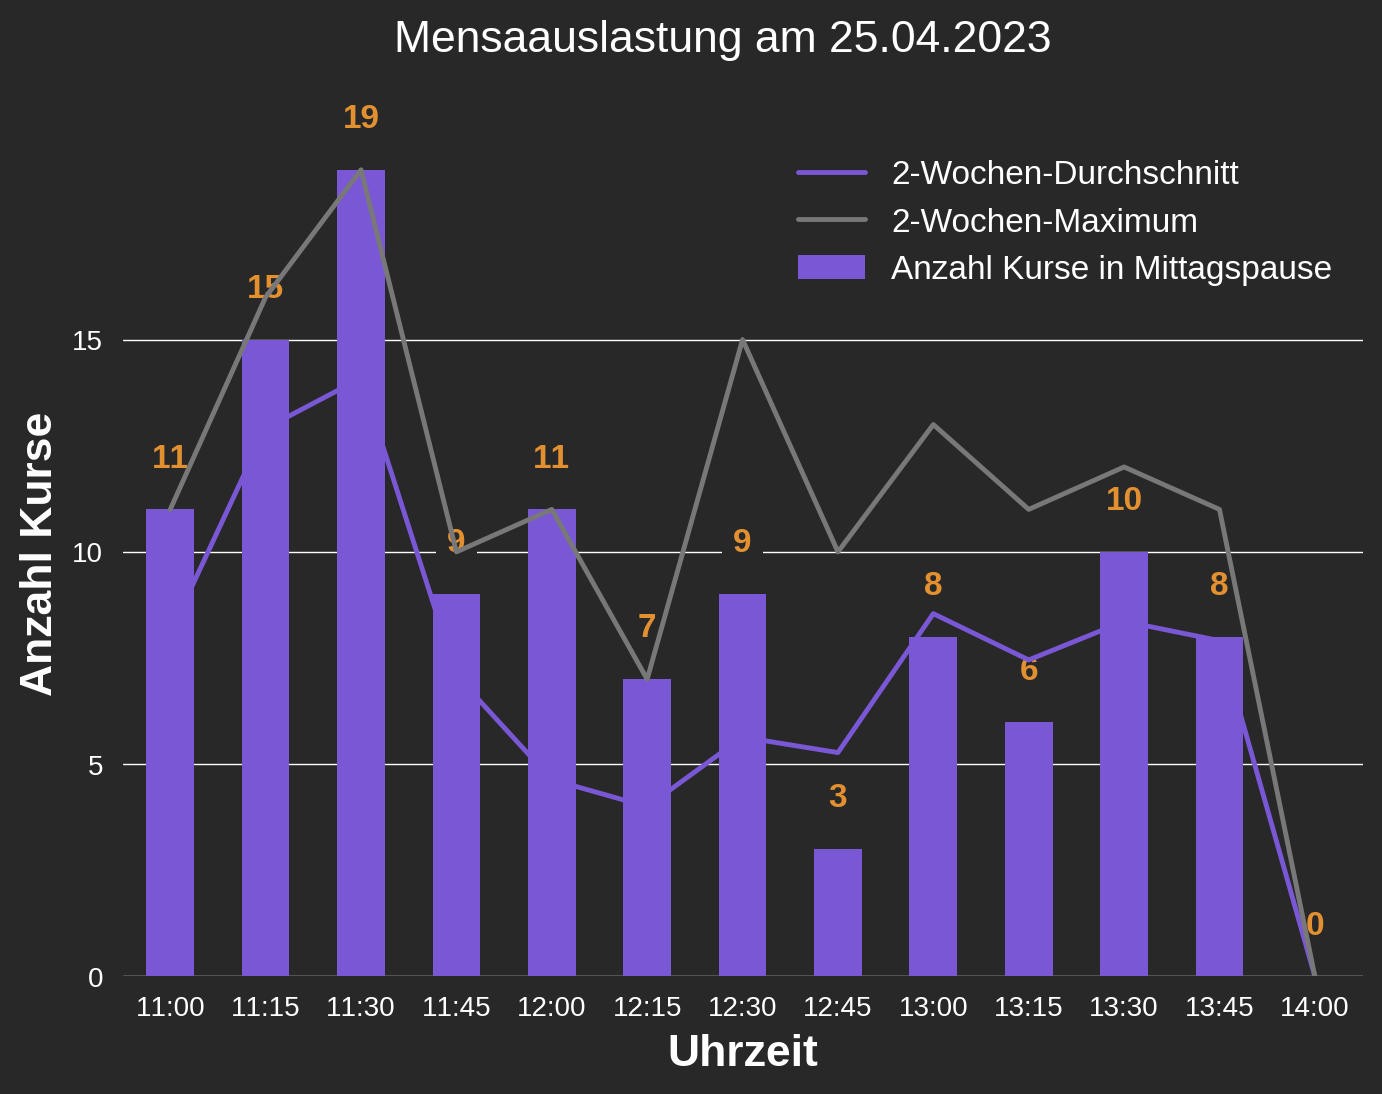 Mensaauslastung am 25.04.2023
19
2-Wochen-Durchschnitt
2-Wochen-Maximum
Anzahl Kurse in Mittagspause
15
15
11
11
10
9
9
10
8
8
7
6
5
3
0
0
Anzahl Kurse
11:00 11:15 11:30 11:45 12:00 12:15 12:30 12:45 13:00 13:15 13:30 13:45 14:00
Uhrzeit